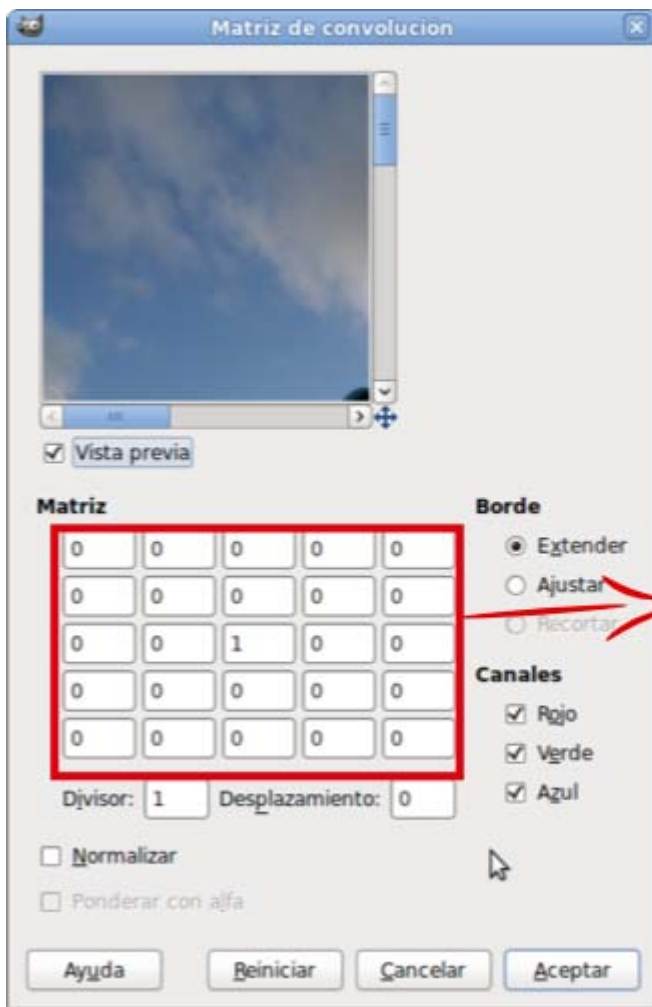 Matriz de convolucion
Vista previa
Matriz
0 0 0 0 0
0 0 0 0 0
0 0 1 0 0
0 0 0 0 0
0 0 0 0 0
Divisor: 1 Desplazamiento: 0
Normalizar
Ponderar con alfa
Borde
Extender
Ajustar
Recortar
Canales
Rojo
Verde
Azul
Ayuda Reiniciar Cancelar Aceptar